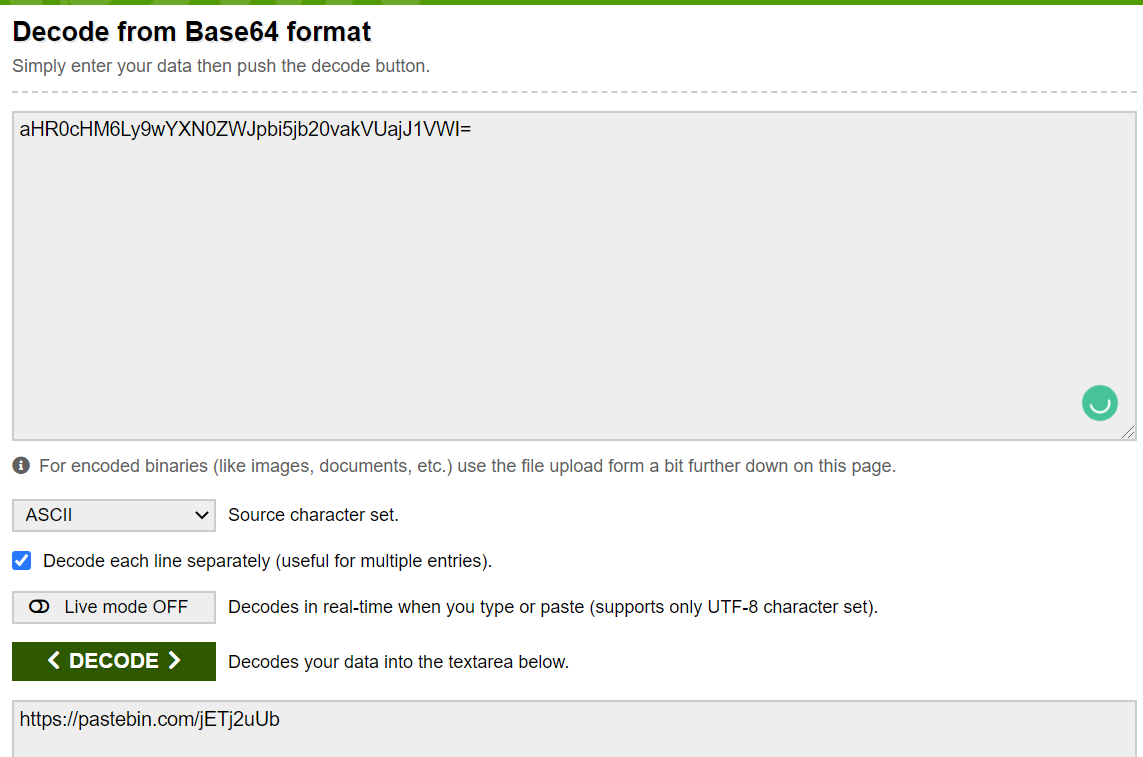 Decode from Base64 format
Simply enter your data then push the decode button.
aHR0cHM6Ly9wYXN0ZWJpbi5jb20vakVUajJ1VWI=
For encoded binaries (like images, documents, etc.) use the file upload form a bit further down on this page.
ASCII Source character set.
Decode each line separately (useful for multiple entries).
Live mode OFF Decodes in real-time when you type or paste (supports only UTF-8 character set).
< DECODE > Decodes your data into the textarea below.
https://pastebin.com/jETj2uUb